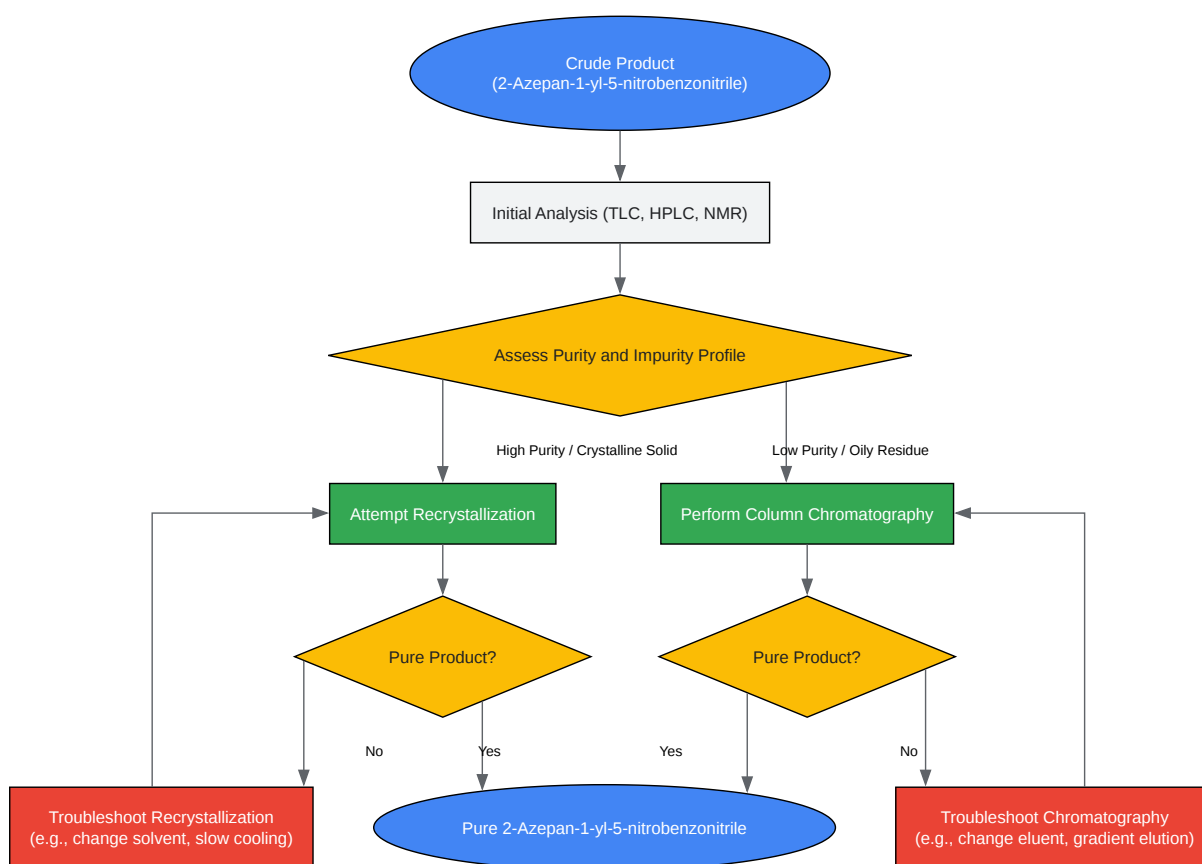 Crude Product
(2-Azepan-1-yl-5-nitrobenzonitrile)
Initial Analysis (TLC, HPLC, NMR)
Assess Purity and Impurity Profile
High Purity / Crystalline Solid
Low Purity / Oily Residue
Attempt Recrystallization
Perform Column Chromatography
Pure Product?
Pure Product?
No
Yes
Yes
No
Troubleshoot Recrystallization
(e.g., change solvent, slow cooling)
Pure 2-Azepan-1-yl-5-nitrobenzonitrile
Troubleshoot Chromatography
(e.g., change eluent, gradient elution)